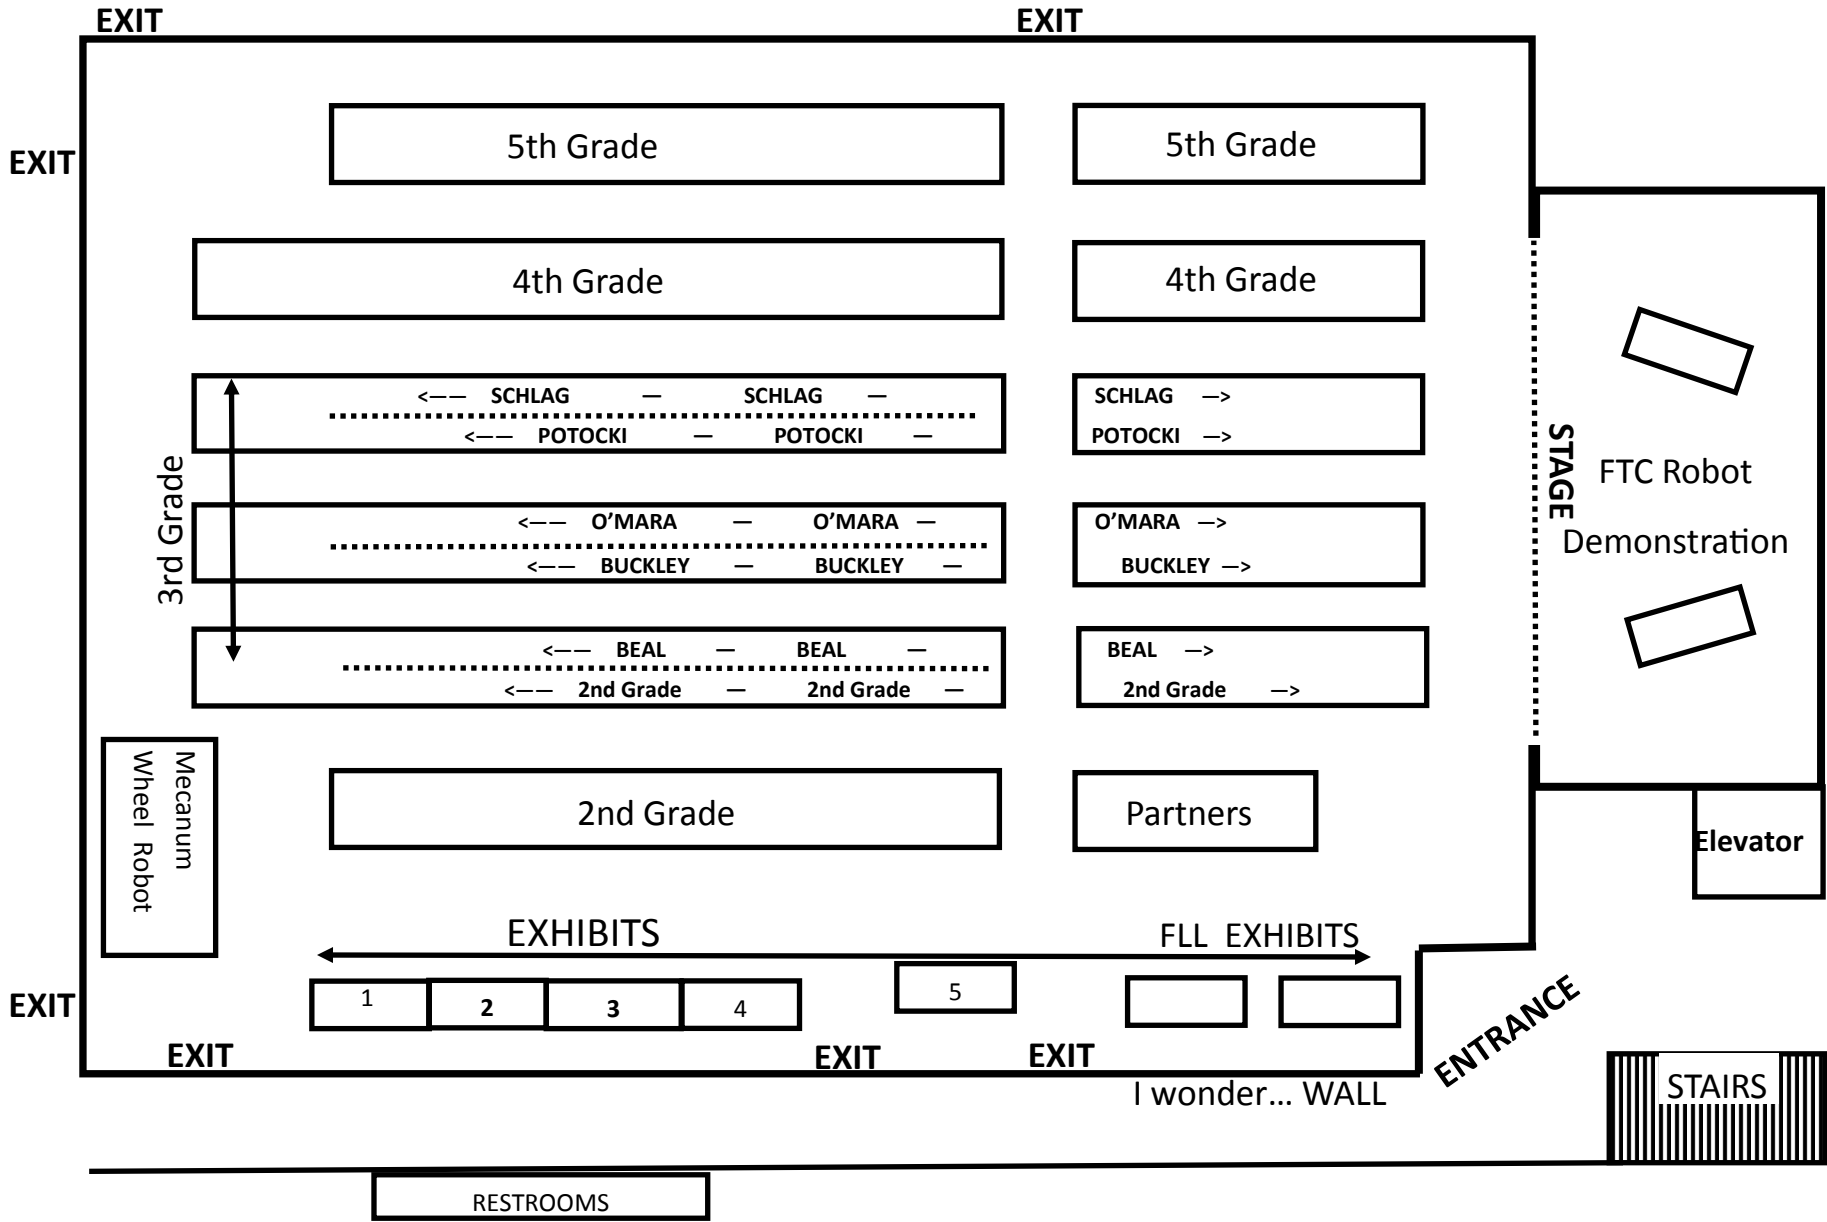 EXIT
EXIT
EXIT
5th Grade
5th Grade
4th Grade
4th Grade
3rd Grade
<—— SCHLAG — SCHLAG —
<—— POTOCKI — POTOCKI —
SCHLAG —>
POTOCKI —>
<—— O’MARA — O’MARA —
<—— BUCKLEY — BUCKLEY —
O’MARA —>
BUCKLEY —>
<—— BEAL — BEAL —
<—— 2nd Grade — 2nd Grade —
BEAL —>
2nd Grade —>
STAGE
FTC Robot
Demonstration
Mecanum
Wheel Robot
2nd Grade
Partners
Elevator
EXHIBITS
FLL EXHIBITS
1
2
3
4
5
EXIT
EXIT
EXIT
EXIT
ENTRANCE
I wonder... WALL
STAIRS
RESTROOMS